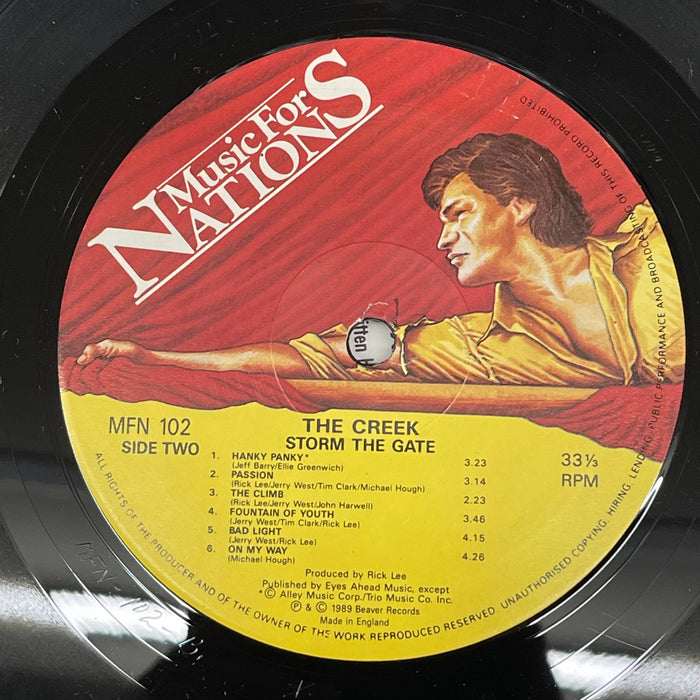 Music For
NATIONS
MFN 102
SIDE TWO
THE CREEK
STORM THE GATE
33⅓
RPM
1. HANKY PANKY* 3.23
(Jeff Barry/Ellie Greenwich)
2. PASSION 3.14
(Rick Lee/Jerry West/Tim Clark/Michael Hough)
3. THE CLIMB 2.23
(Rick Lee/Jerry West/John Harwell)
4. FOUNTAIN OF YOUTH 3.46
(Jerry West/Tim Clark/Rick Lee)
5. BAD LIGHT 4.15
(Jerry West/Rick Lee)
6. ON MY WAY 4.26
(Michael Hough)
Produced by Rick Lee
Published by Eyes Ahead Music, except
*© Alley Music Corp./Trio Music Co. Inc.
℗ & © 1989 Beaver Records
Made in England
ALL RIGHTS OF THE PRODUCER AND OF THE OWNER OF THE WORK REPRODUCED RESERVED. UNAUTHORISED COPYING, HIRING, LENDING, PUBLIC PERFORMANCE AND BROADCASTING OF THIS RECORD PROHIBITED
itten
MFN 102